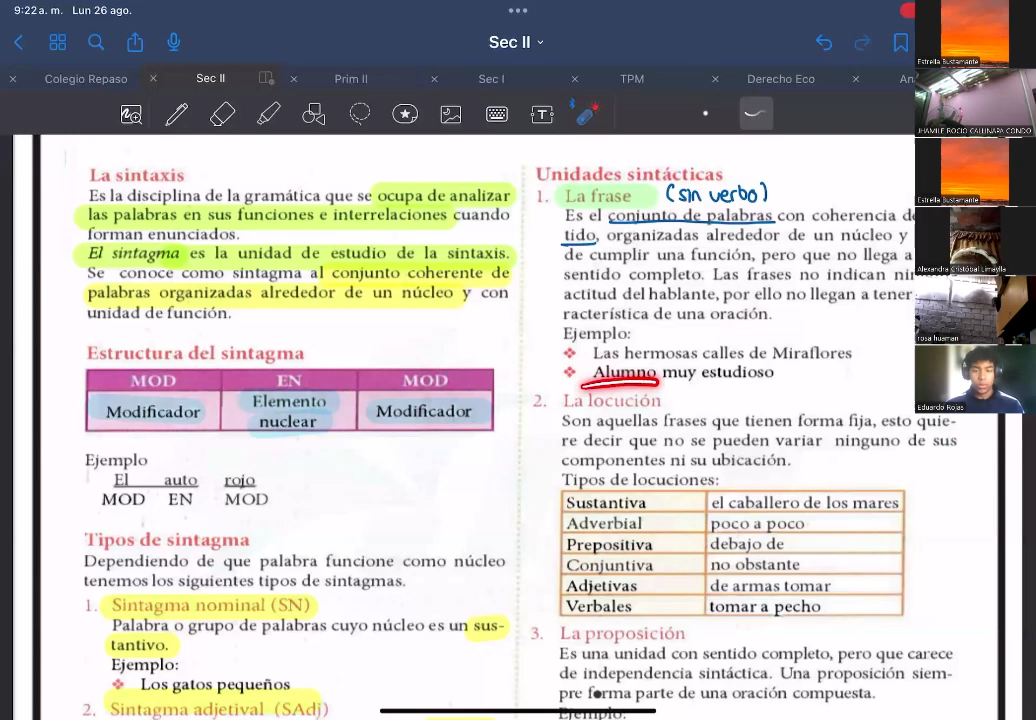 9:22 a. m.   Lun 26 ago.
Sec II
Colegio Repaso
Sec II
Prim II
Sec I
TPM
Derecho Eco
La sintaxis
Es la disciplina de la gramática que se ocupa de analizar
las palabras en sus funciones e interrelaciones cuando
forman enunciados.
El sintagma es la unidad de estudio de la sintaxis.
Se conoce como sintagma al conjunto coherente de
palabras organizadas alrededor de un núcleo y con
unidad de función.
Estructura del sintagma
MOD EN MOD
Modificador Elemento nuclear Modificador
Ejemplo
El auto rojo
MOD EN MOD
Tipos de sintagma
Dependiendo de que palabra funcione como núcleo
tenemos los siguientes tipos de sintagmas.
1. Sintagma nominal (SN)
Palabra o grupo de palabras cuyo núcleo es un sus-
tantivo.
Ejemplo:
❖ Los gatos pequeños
2. Sintagma adjetival (SAdj)
Unidades sintácticas
1. La frase (sin verbo)
Es el conjunto de palabras con coherencia de
tido, organizadas alrededor de un núcleo y
de cumplir una función, pero que no llega a
sentido completo. Las frases no indican
actitud del hablante, por ello no llegan a tener
racterística de una oración.
Ejemplo:
❖ Las hermosas calles de Miraflores
❖ Alumno muy estudioso
2. La locución
Son aquellas frases que tienen forma fija, esto quie-
re decir que no se pueden variar ninguno de sus
componentes ni su ubicación.
Tipos de locuciones:
Sustantiva el caballero de los mares
Adverbial poco a poco
Prepositiva debajo de
Conjuntiva no obstante
Adjetivas de armas tomar
Verbales tomar a pecho
3. La proposición
Es una unidad con sentido completo, pero que carece
de independencia sintáctica. Una proposición siem-
pre forma parte de una oración compuesta.
Ejemplo:
Estrella Bustamante
JHAMILE ROCIO CALLINAPA CONDO
Estrella Bustamante
Alexandra Cristóbal Limaylla
rosa huaman
Eduardo Rojas